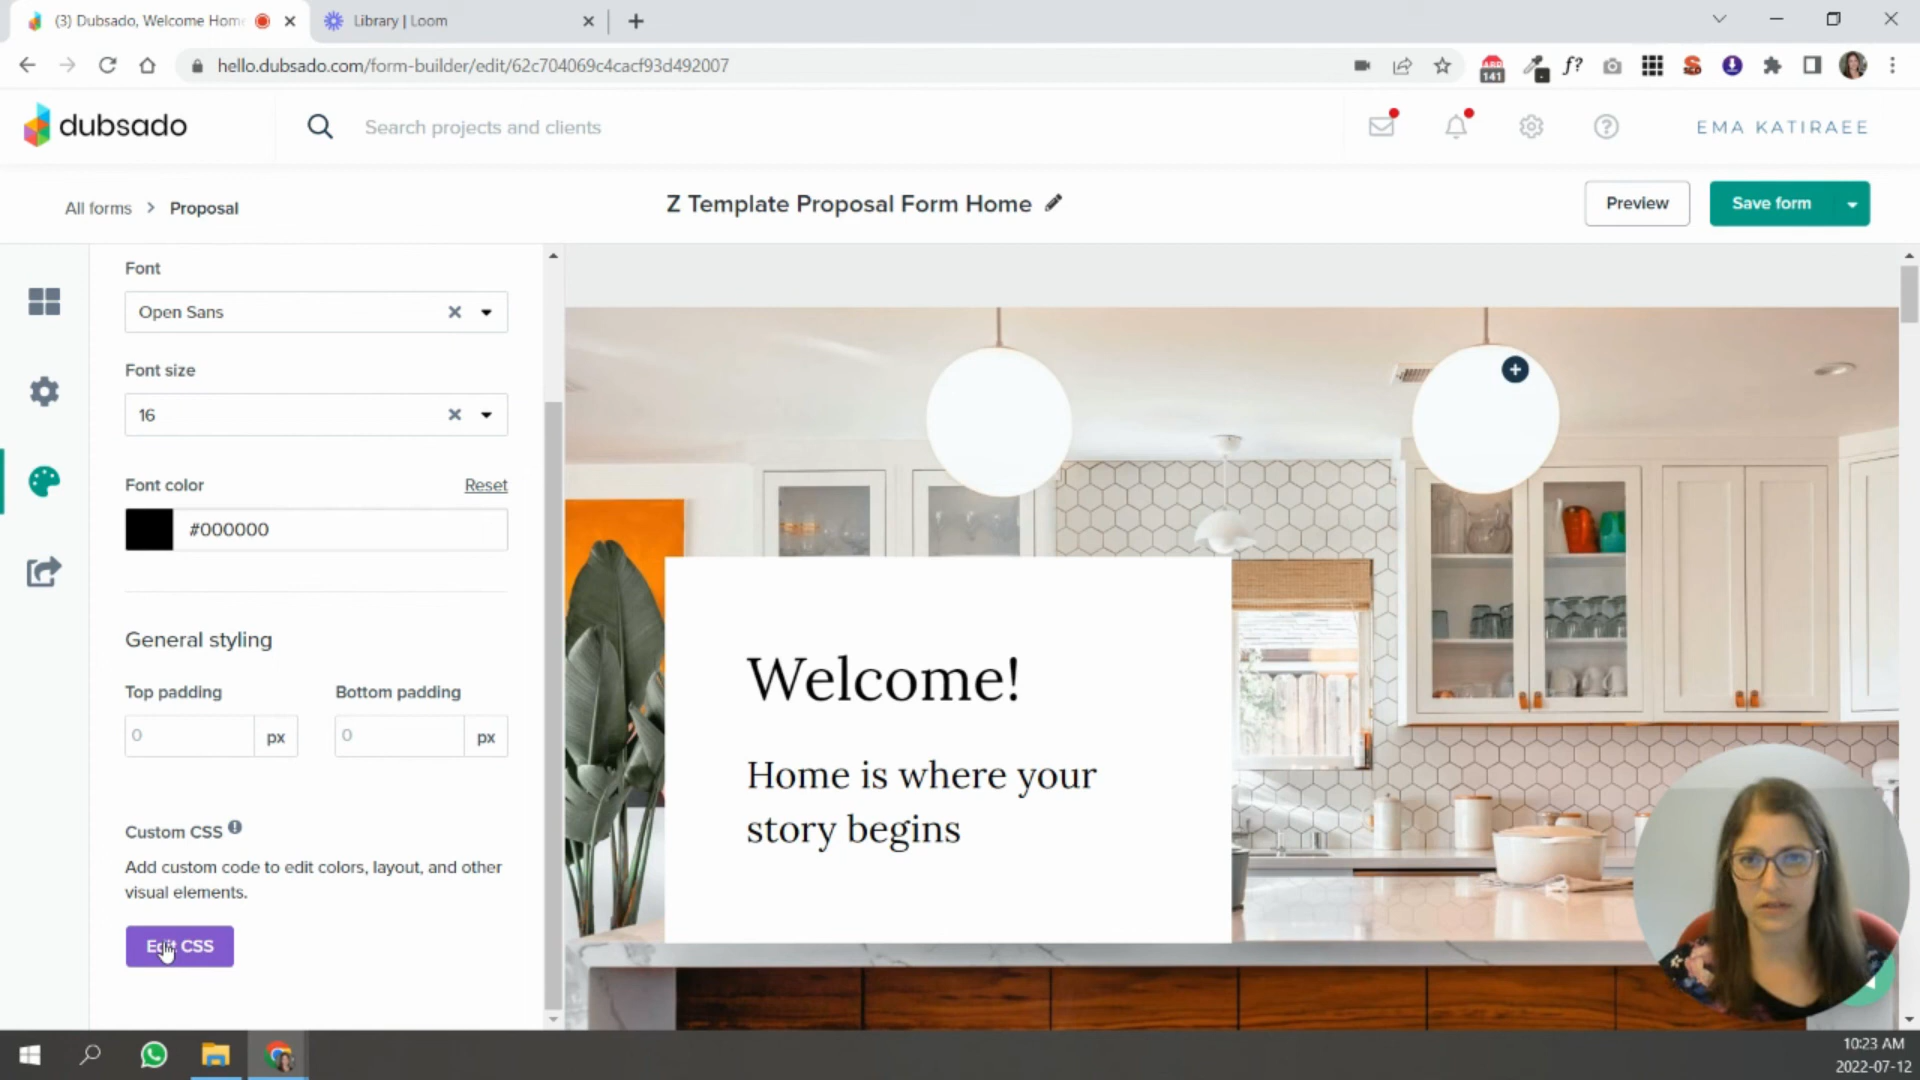 (3) Dubsado, Welcome Hom
Library | Loom
hello.dubsado.com/form-builder/edit/62c704069c4cacf93d492007
141
f?
dubsado
Search projects and clients
EMA KATIRAEE
All forms > Proposal
Z Template Proposal Form Home
Preview
Save form
Font
Open Sans
Font size
16
Font color
Reset
#000000
General styling
Top padding
Bottom padding
0 px
0 px
Custom CSS
Add custom code to edit colors, layout, and other
visual elements.
Edit CSS
Welcome!
Home is where your
story begins
10:23 AM
2022-07-12